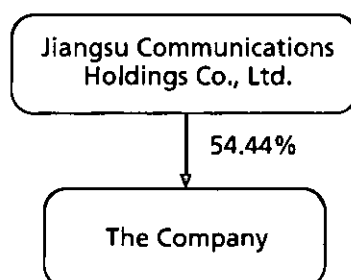 Jiangsu Communications
Holdings Co., Ltd.
54.44%
The Company